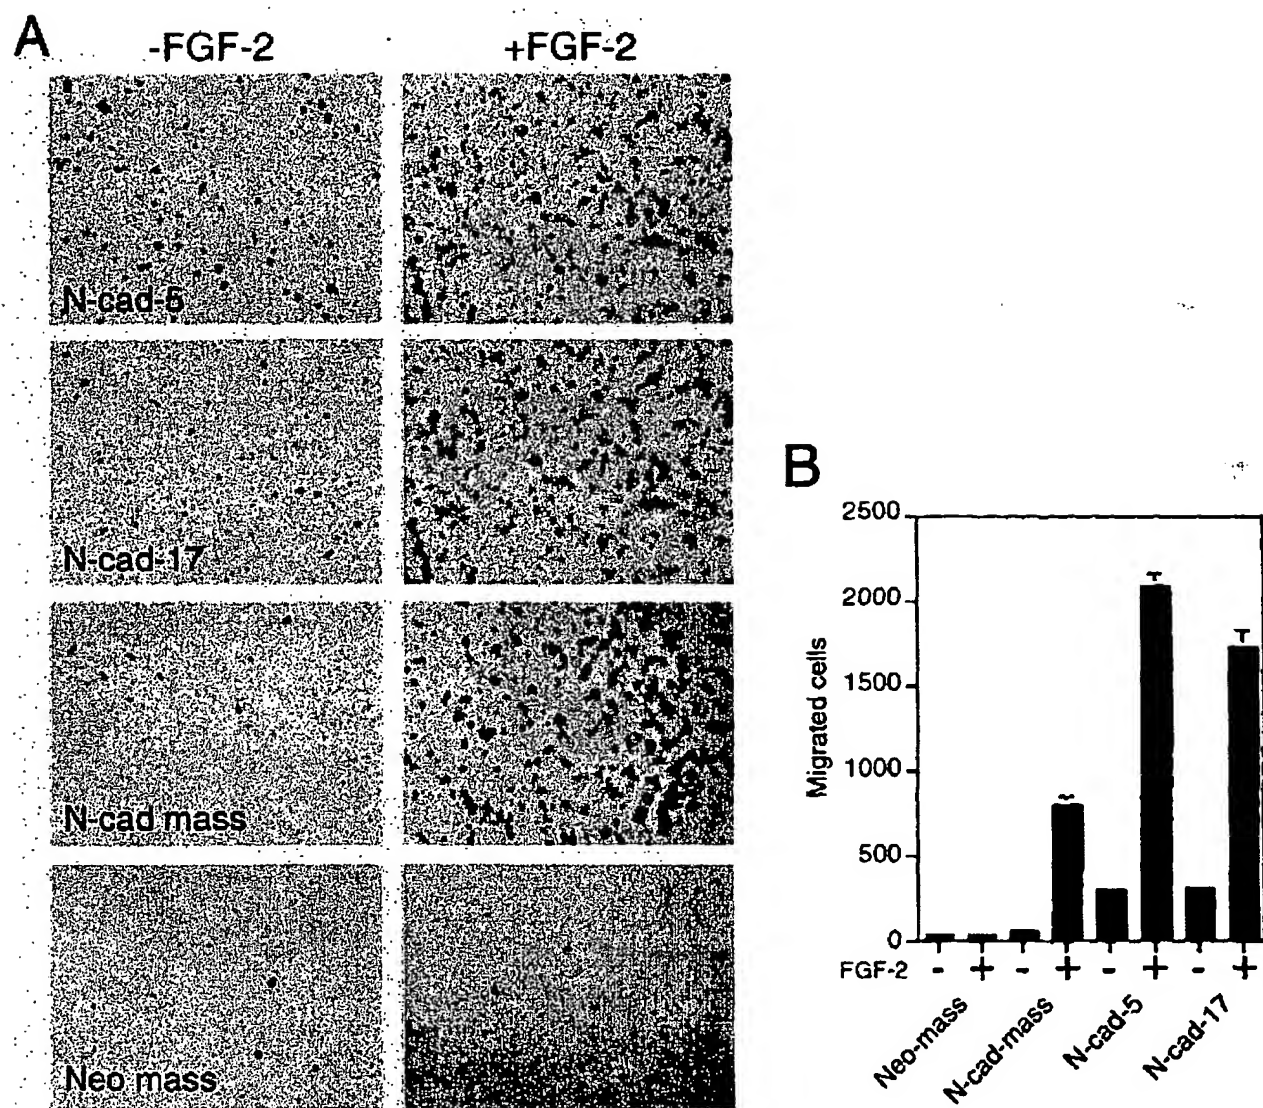 A
-FGF-2
+FGF-2
N-cad-5
N-cad-17
N-cad mass
Neo mass
B
Migrated cells
2500
2000
1500
1000
500
0
FGF-2 - + - + - + - +
Neo-mass
N-cad-mass
N-cad-5
N-cad-17